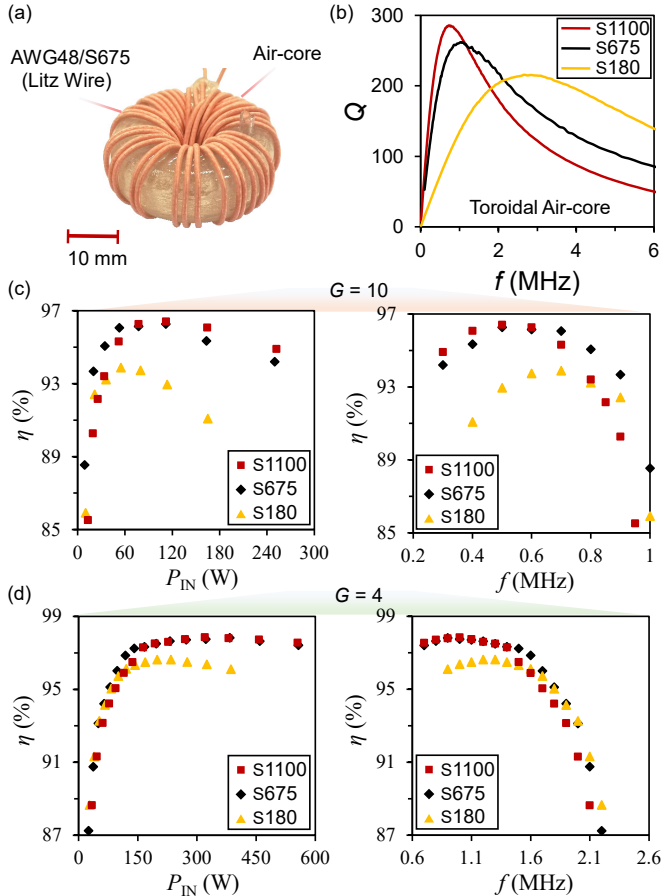 (a)
AWG48/S675
(Litz Wire)
Air-core
10 mm
(b)
300
200
100
0
Q
S1100
S675
S180
Toroidal Air-core
0 2 4 6
f (MHz)
(c)
G = 10
97
93
89
85
η (%)
S1100
S675
S180
0 60 120 180 240 300
P_IN (W)
97
93
89
85
η (%)
S1100
S675
S180
0.2 0.4 0.6 0.8 1
f (MHz)
(d)
G = 4
99
95
91
87
η (%)
S1100
S675
S180
0 150 300 450 600
P_IN (W)
99
95
91
87
η (%)
S1100
S675
S180
0.6 1.1 1.6 2.1 2.6
f (MHz)